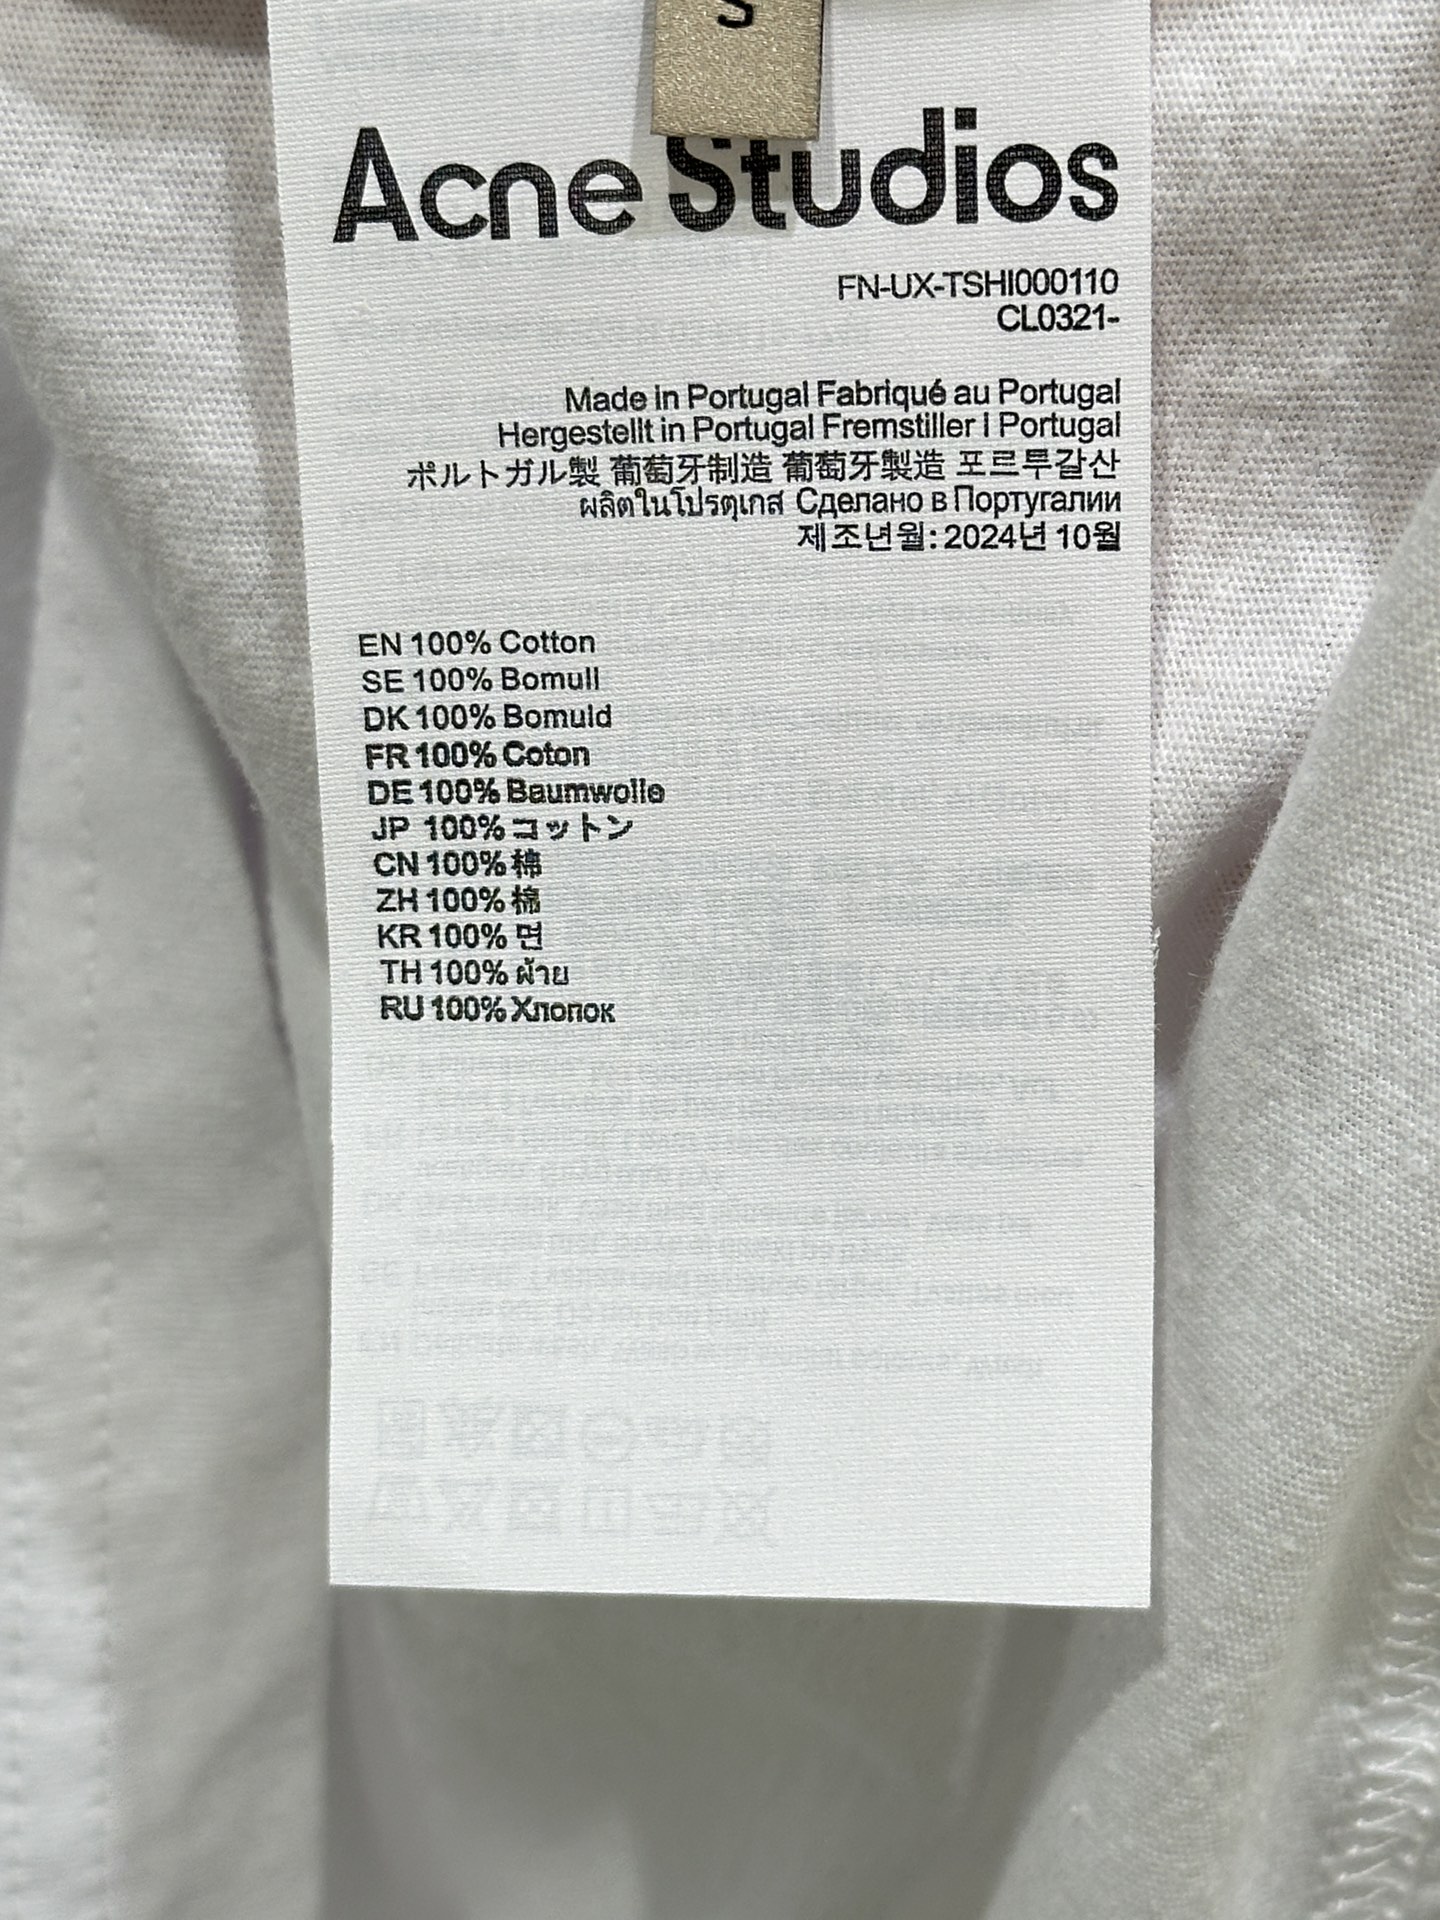 S
Acne Studios
FN-UX-TSHI000110
CL0321-
Made in Portugal Fabriqué au Portugal
Hergestellt in Portugal Fremstiller I Portugal
ポルトガル製 葡萄牙制造 葡萄牙製造 포르투갈산
ผลิตในโปรตุเกส Сделано в Португалии
제조년월: 2024년 10월
EN 100% Cotton
SE 100% Bomull
DK 100% Bomuld
FR 100% Coton
DE 100% Baumwolle
JP 100% コットン
CN 100% 棉
ZH 100% 棉
KR 100% 면
TH 100% ฝ้าย
RU 100% Хлопок